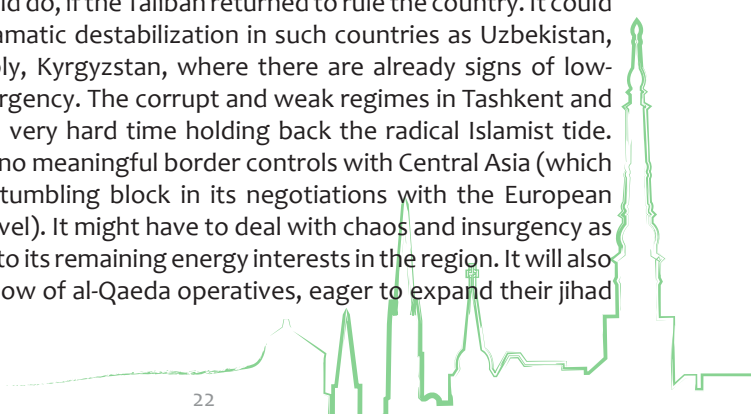 ld do, if the Taliban returned to rule the country. It could
amatic destabilization in such countries as Uzbekistan,
ly, Kyrgyzstan, where there are already signs of low-
rgency. The corrupt and weak regimes in Tashkent and
very hard time holding back the radical Islamist tide.
no meaningful border controls with Central Asia (which
tumbling block in its negotiations with the European
vel). It might have to deal with chaos and insurgency as
to its remaining energy interests in the region. It will also
ow of al-Qaeda operatives, eager to expand their jihad
22